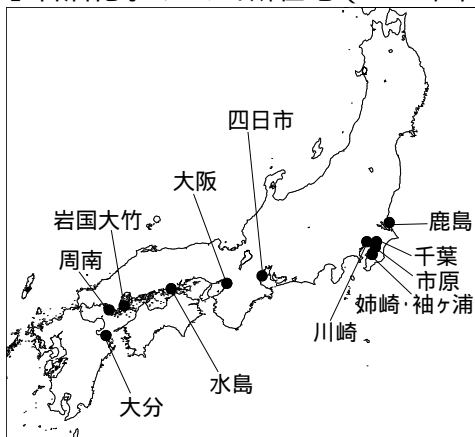 四日市
大阪
岩国大竹
周南
鹿島
千葉
市原
姉崎・袖ヶ浦
川崎
水島
大分